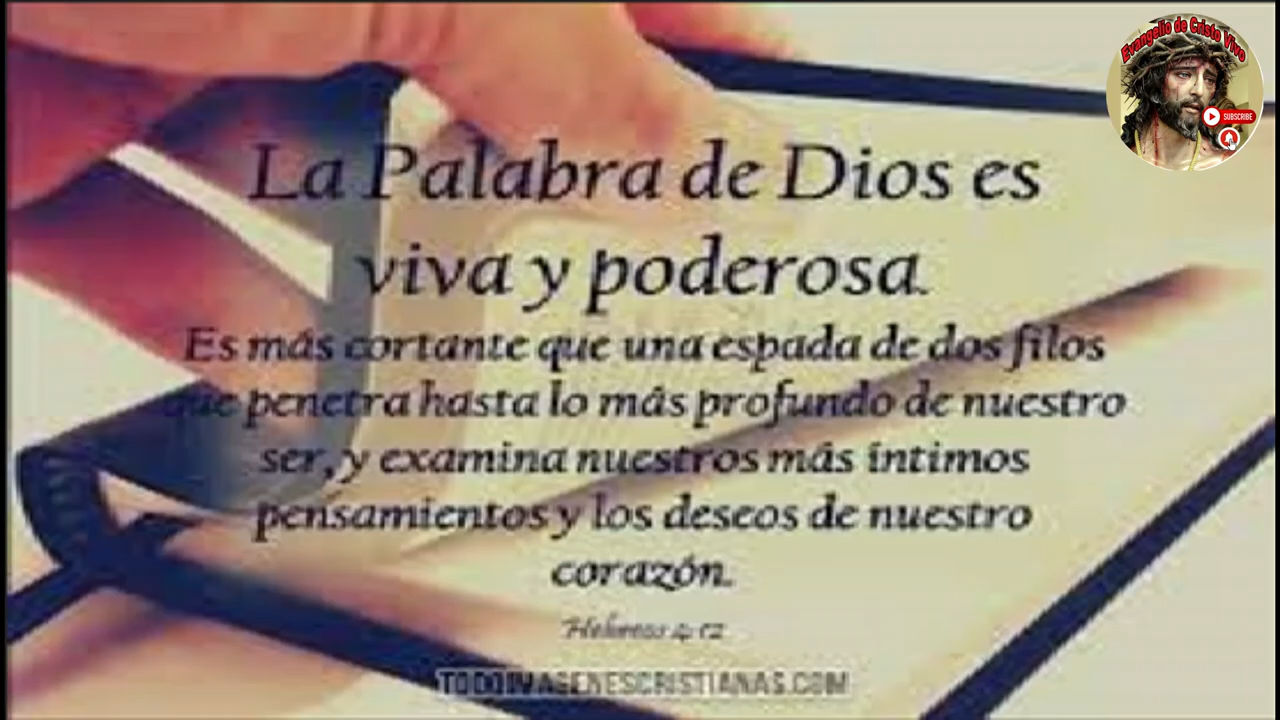 Evangelio de Cristo Vivo
SUBSCRIBE
La Palabra de Dios es
viva y poderosa.
Es más cortante que una espada de dos filos
que penetra hasta lo más profundo de nuestro
ser, y examina nuestros más íntimos
pensamientos y los deseos de nuestro
corazón.
Hebreos 4:12
TODOIMAGENESCRISTIANAS.COM